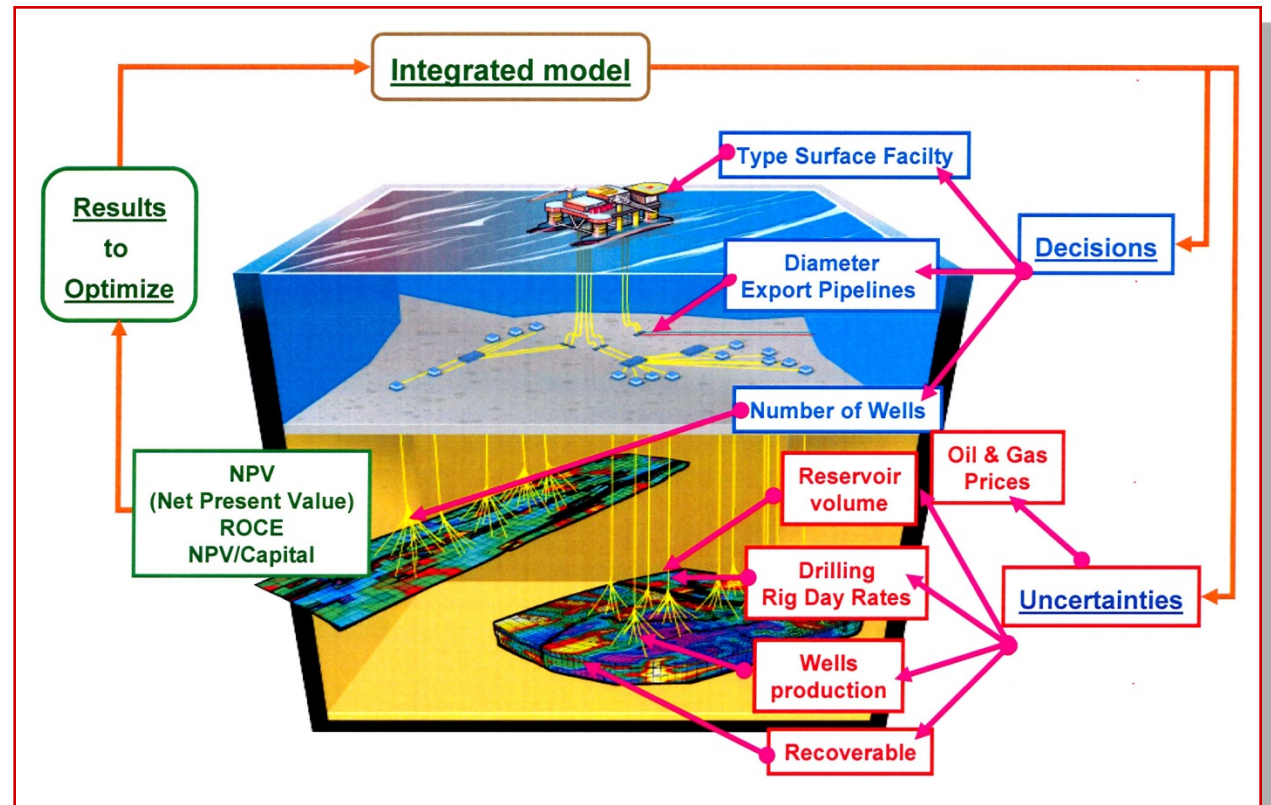 Integrated model
Type Surface Facilty
Results
to
Optimize
Decisions
Diameter
Export Pipelines
Number of Wells
NPV
(Net Present Value)
ROCE
NPV/Capital
Oil & Gas
Prices
Reservoir
volume
Drilling
Rig Day Rates
Uncertainties
Wells
production
Recoverable